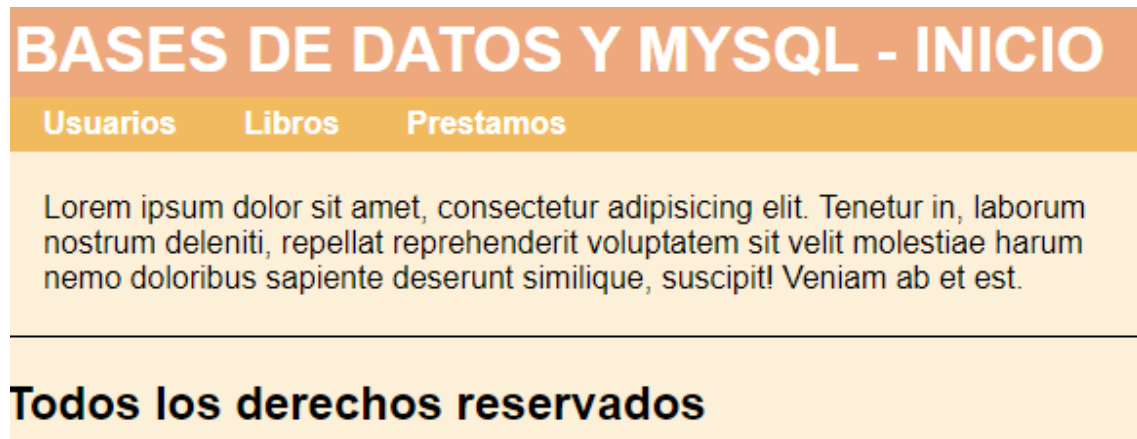 BASES DE DATOS Y MYSQL - INICIO
Usuarios Libros Prestamos
Lorem ipsum dolor sit amet, consectetur adipisicing elit. Tenetur in, laborum
nostrum deleniti, repellat reprehenderit voluptatem sit velit molestiae harum
nemo doloribus sapiente deserunt similique, suscipit! Veniam ab et est.
Todos los derechos reservados